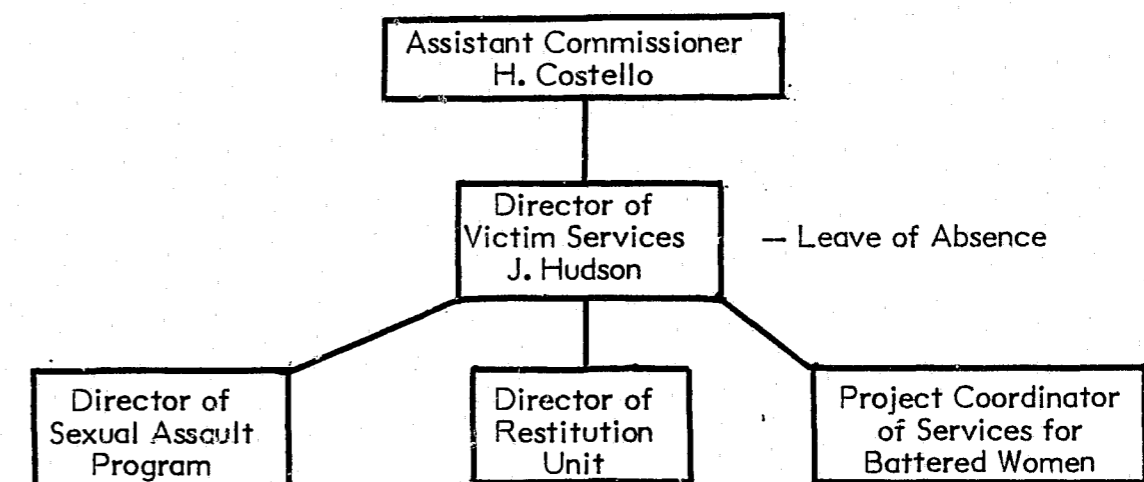 Assistant Commissioner
H. Costello
Director of
Victim Services
J. Hudson
— Leave of Absence
Director of
Sexual Assault
Program
Director of
Restitution
Unit
Project Coordinator
of Services for
Battered Women